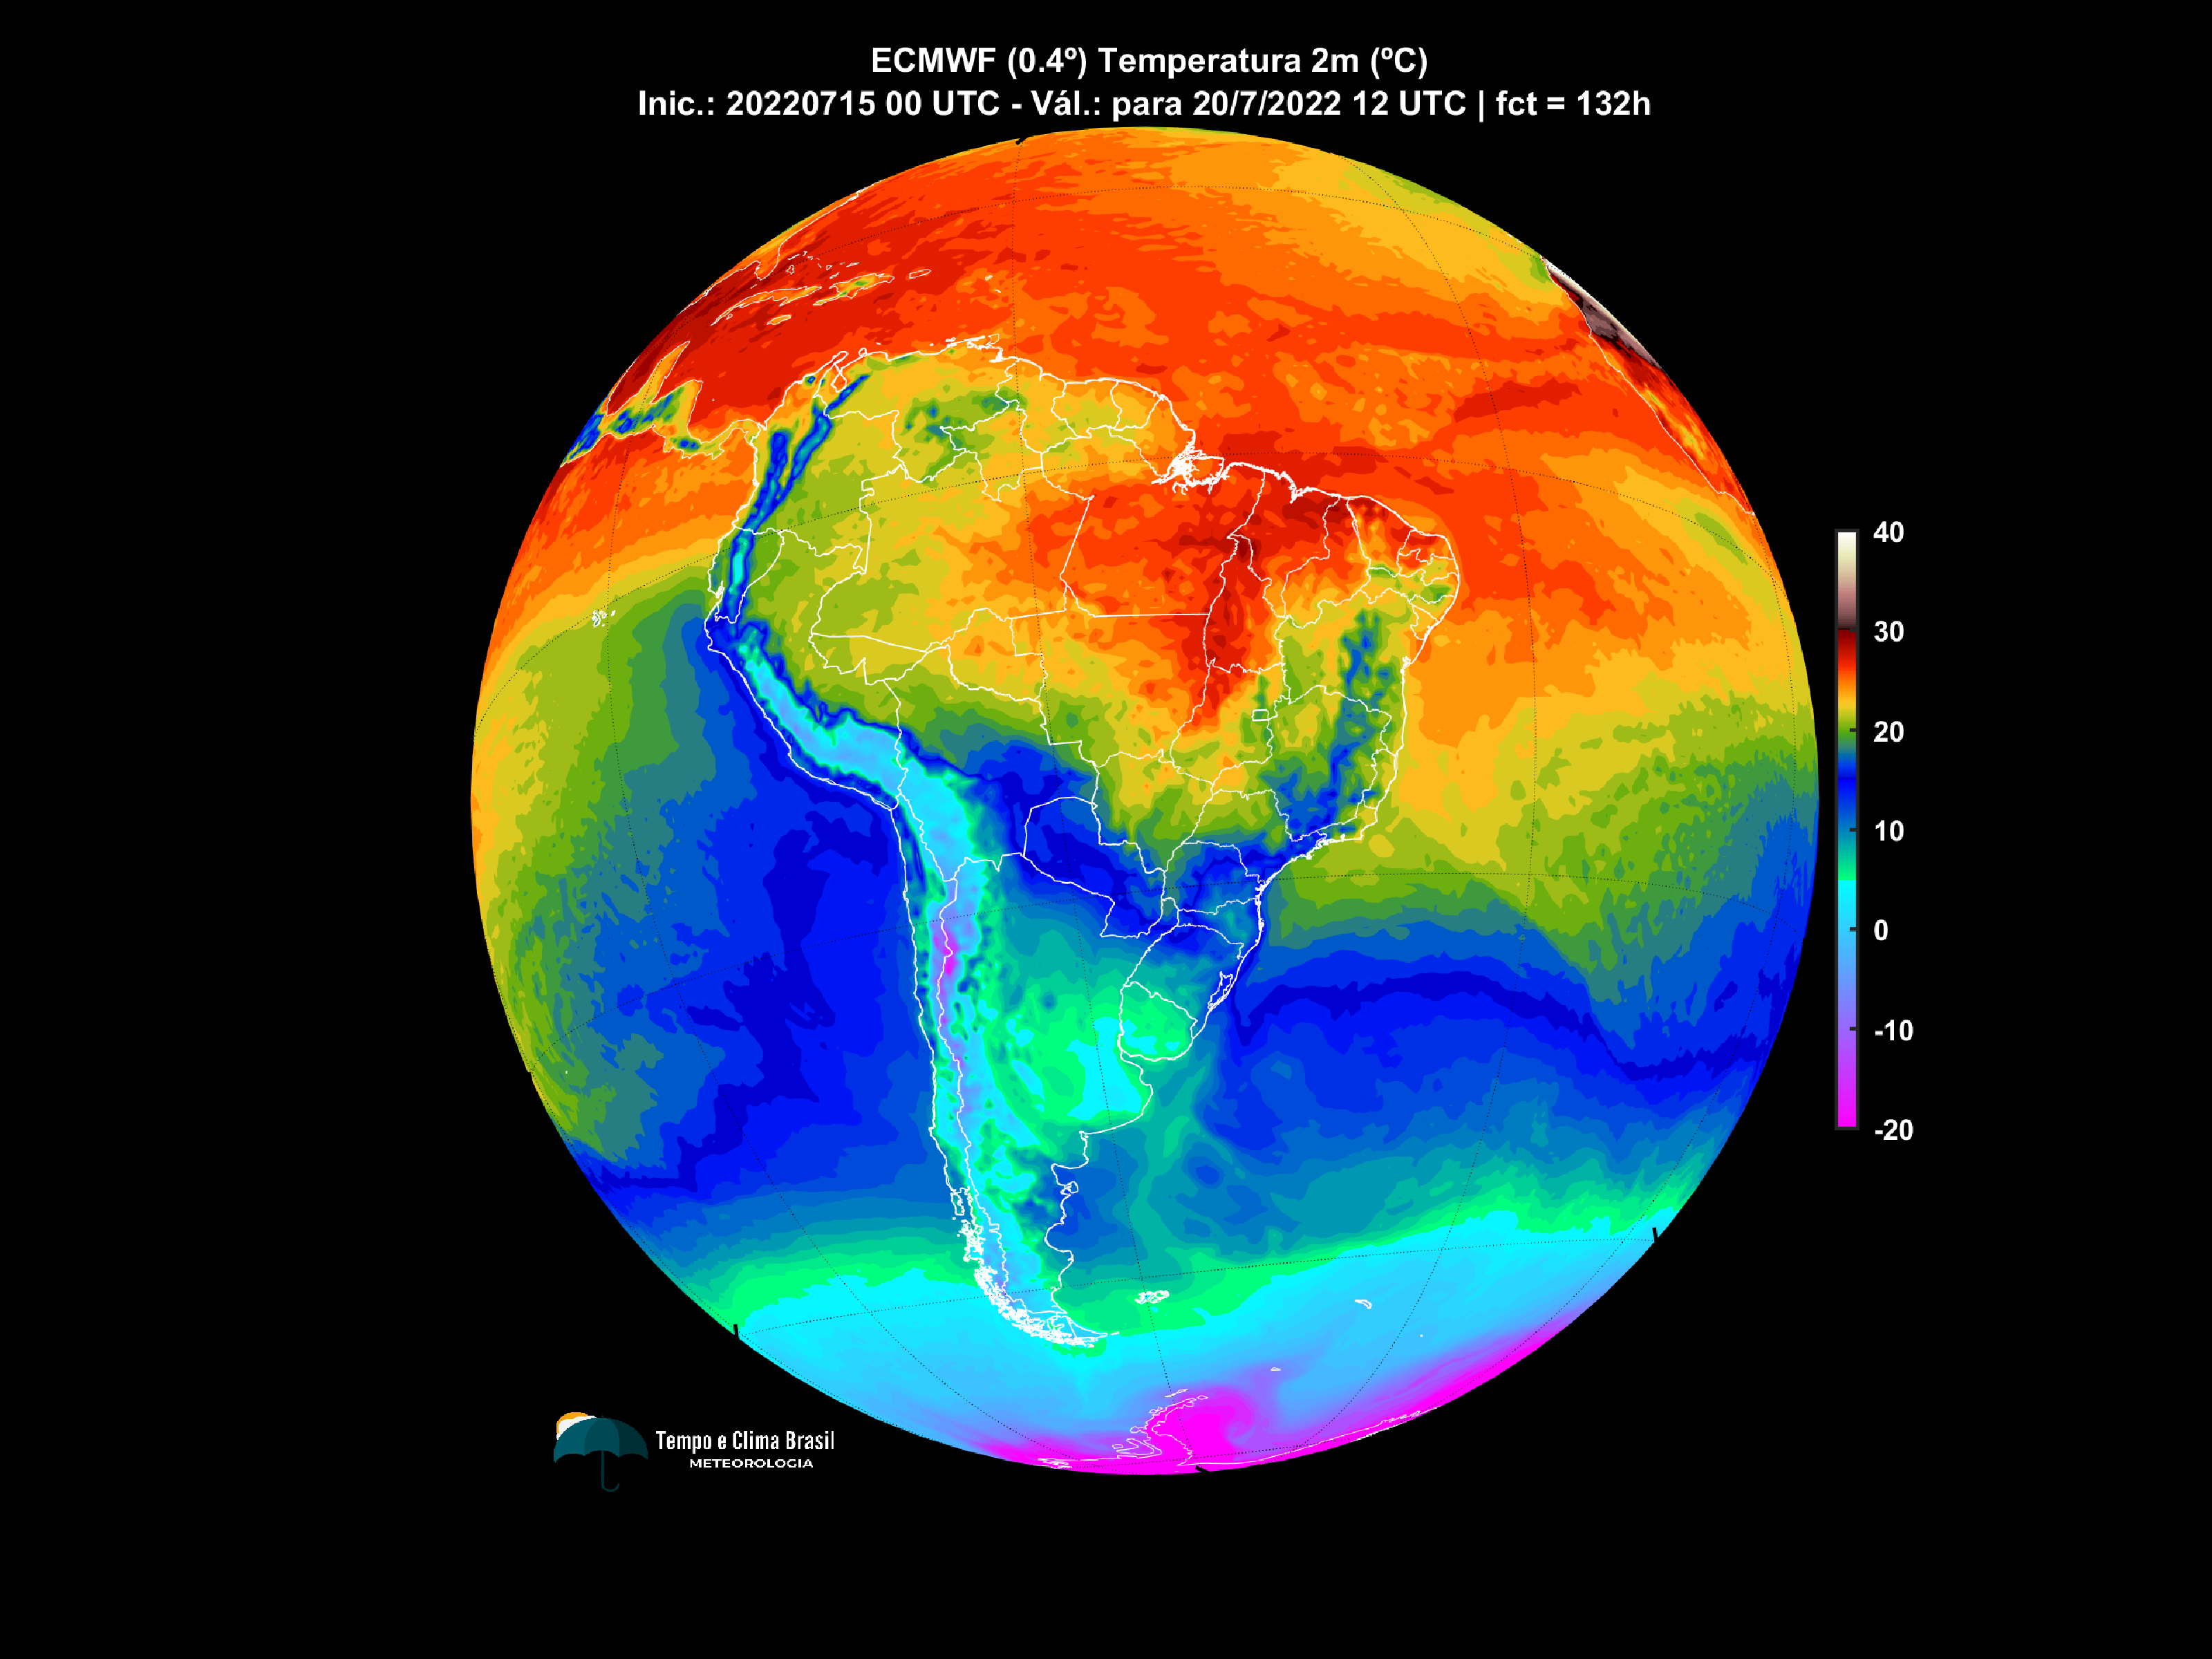 ECMWF (0.4º) Temperatura 2m (ºC)
Inic.: 20220715 00 UTC - Vál.: para 20/7/2022 12 UTC | fct = 132h
40
30
20
10
0
-10
-20
Tempo e Clima Brasil
METEOROLOGIA